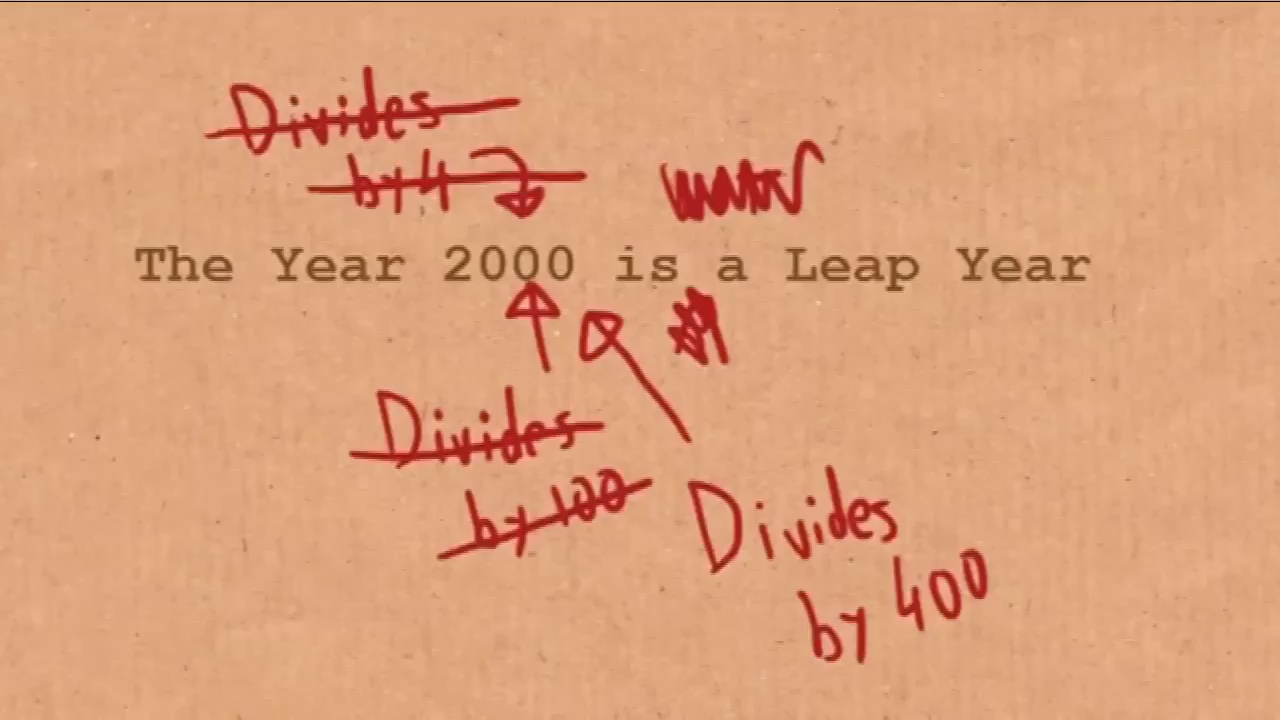 Divides
by 4
The Year 2000 is a Leap Year
Divides
by 100
Divides
by 400